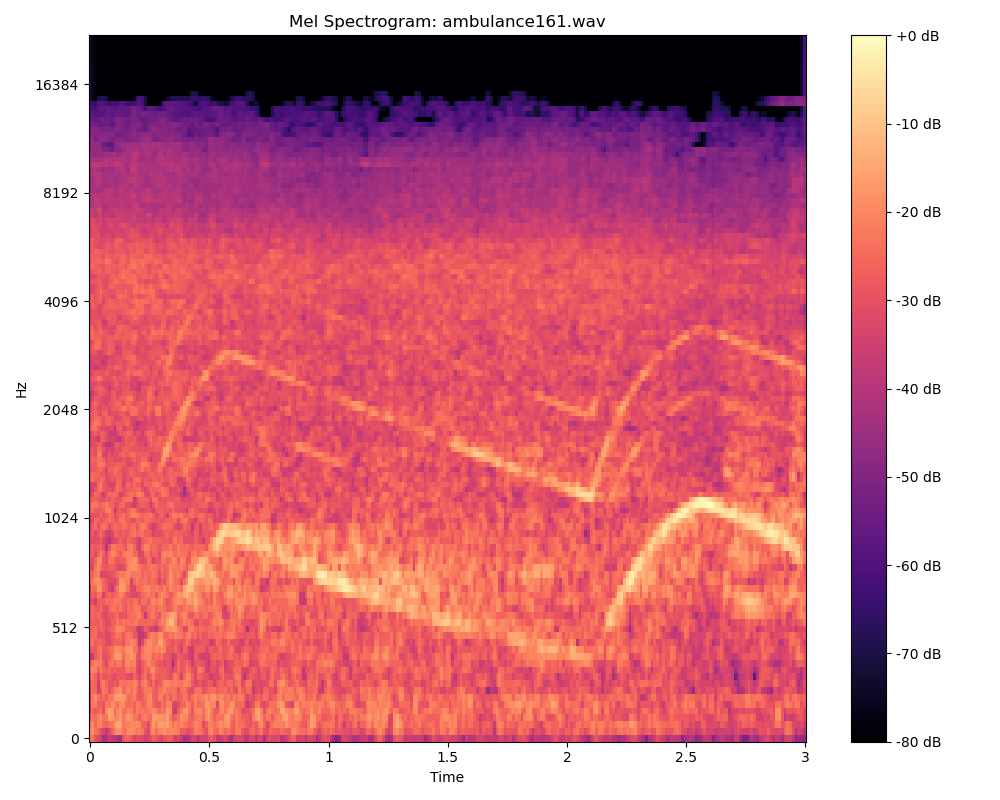 Mel Spectrogram: ambulance161.wav
+0 dB
16384
-10 dB
8192
-20 dB
4096
-30 dB
Hz
2048
-40 dB
-50 dB
1024
-60 dB
512
-70 dB
0
-80 dB
0 0.5 1 1.5 2 2.5 3
Time